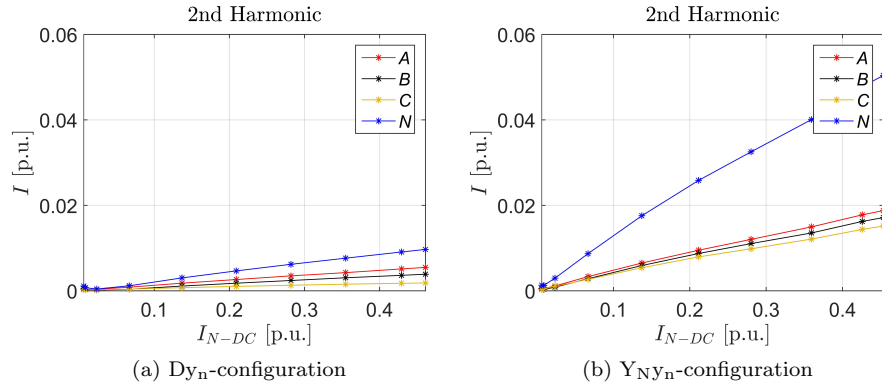 2nd Harmonic
0.06
0.04
0.02
0
I [p.u.]
A
B
C
N
0.1 0.2 0.3 0.4
I_{N-DC} [p.u.]
(a) Dy_n-configuration
2nd Harmonic
0.06
0.04
0.02
0
I [p.u.]
A
B
C
N
0.1 0.2 0.3 0.4
I_{N-DC} [p.u.]
(b) Y_Ny_n-configuration